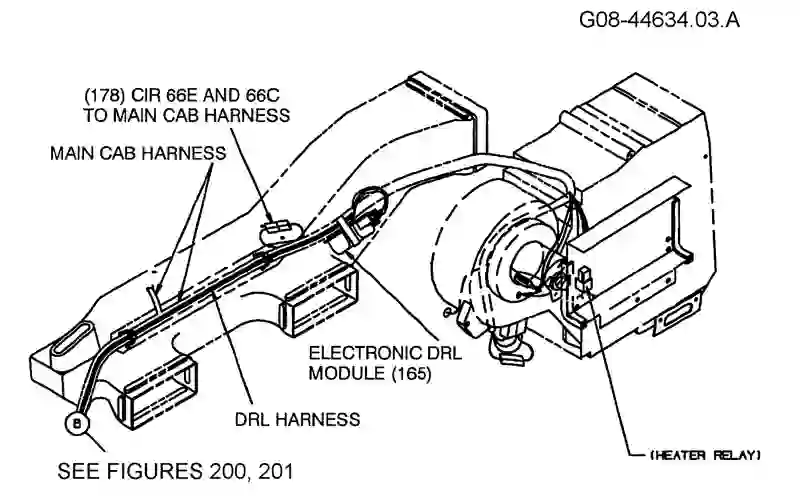 G08-44634.03.A
(178) CIR 66E AND 66C
TO MAIN CAB HARNESS
MAIN CAB HARNESS
ELECTRONIC DRL
MODULE (165)
DRL HARNESS
B
(HEATER RELAY)
SEE FIGURES 200, 201